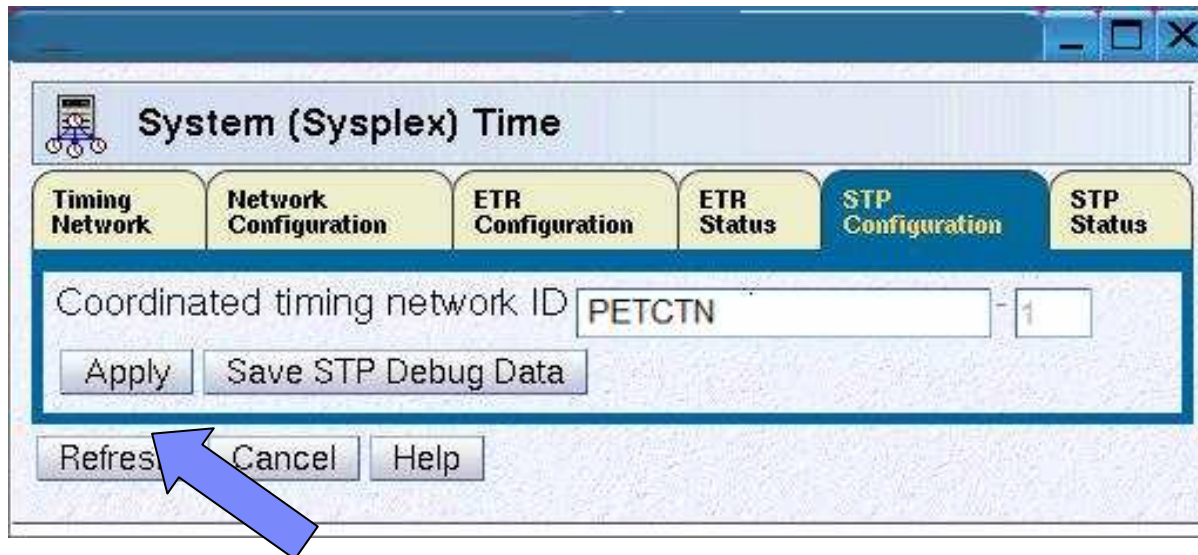 System (Sysplex) Time
Timing Network
Network Configuration
ETR Configuration
ETR Status
STP Configuration
STP Status
Coordinated timing network ID PETCTN - 1
Apply Save STP Debug Data
Cancel Help